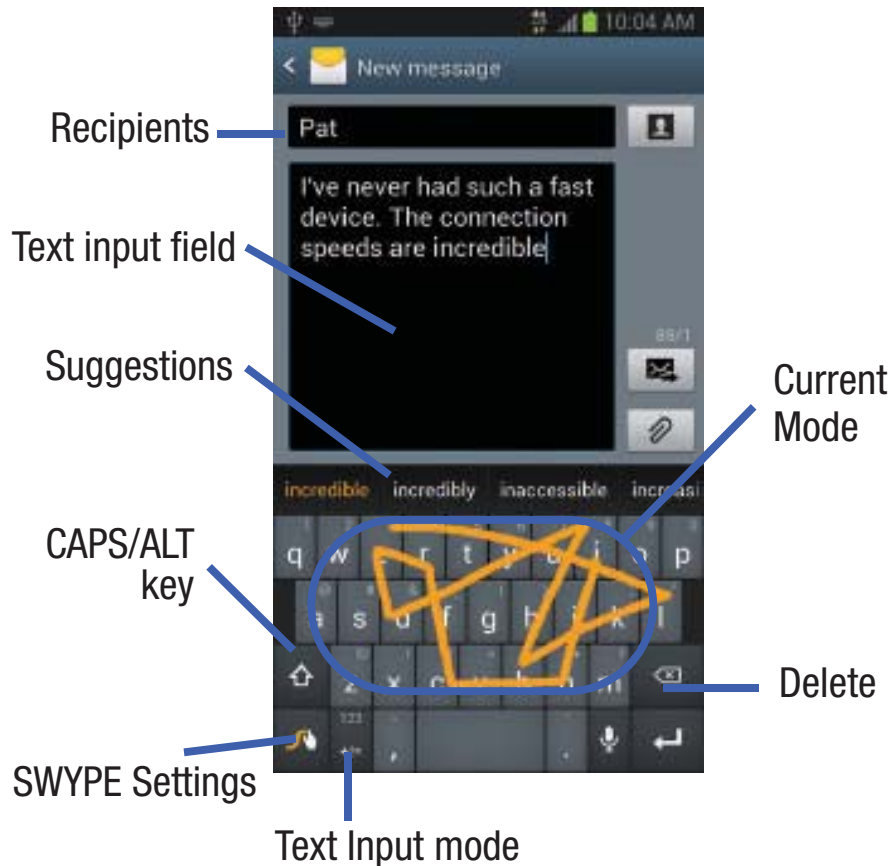 10:04 AM
New message
Recipients
Pat
I've never had such a fast
device. The connection
speeds are incredible
Text input field
88/1
Suggestions
Current
Mode
incredible incredibly inaccessible increasi
q w r t y u i o p
CAPS/ALT
key
a s d f g h j k l
z x c v b n m
Delete
123
, .
SWYPE Settings
Text Input mode